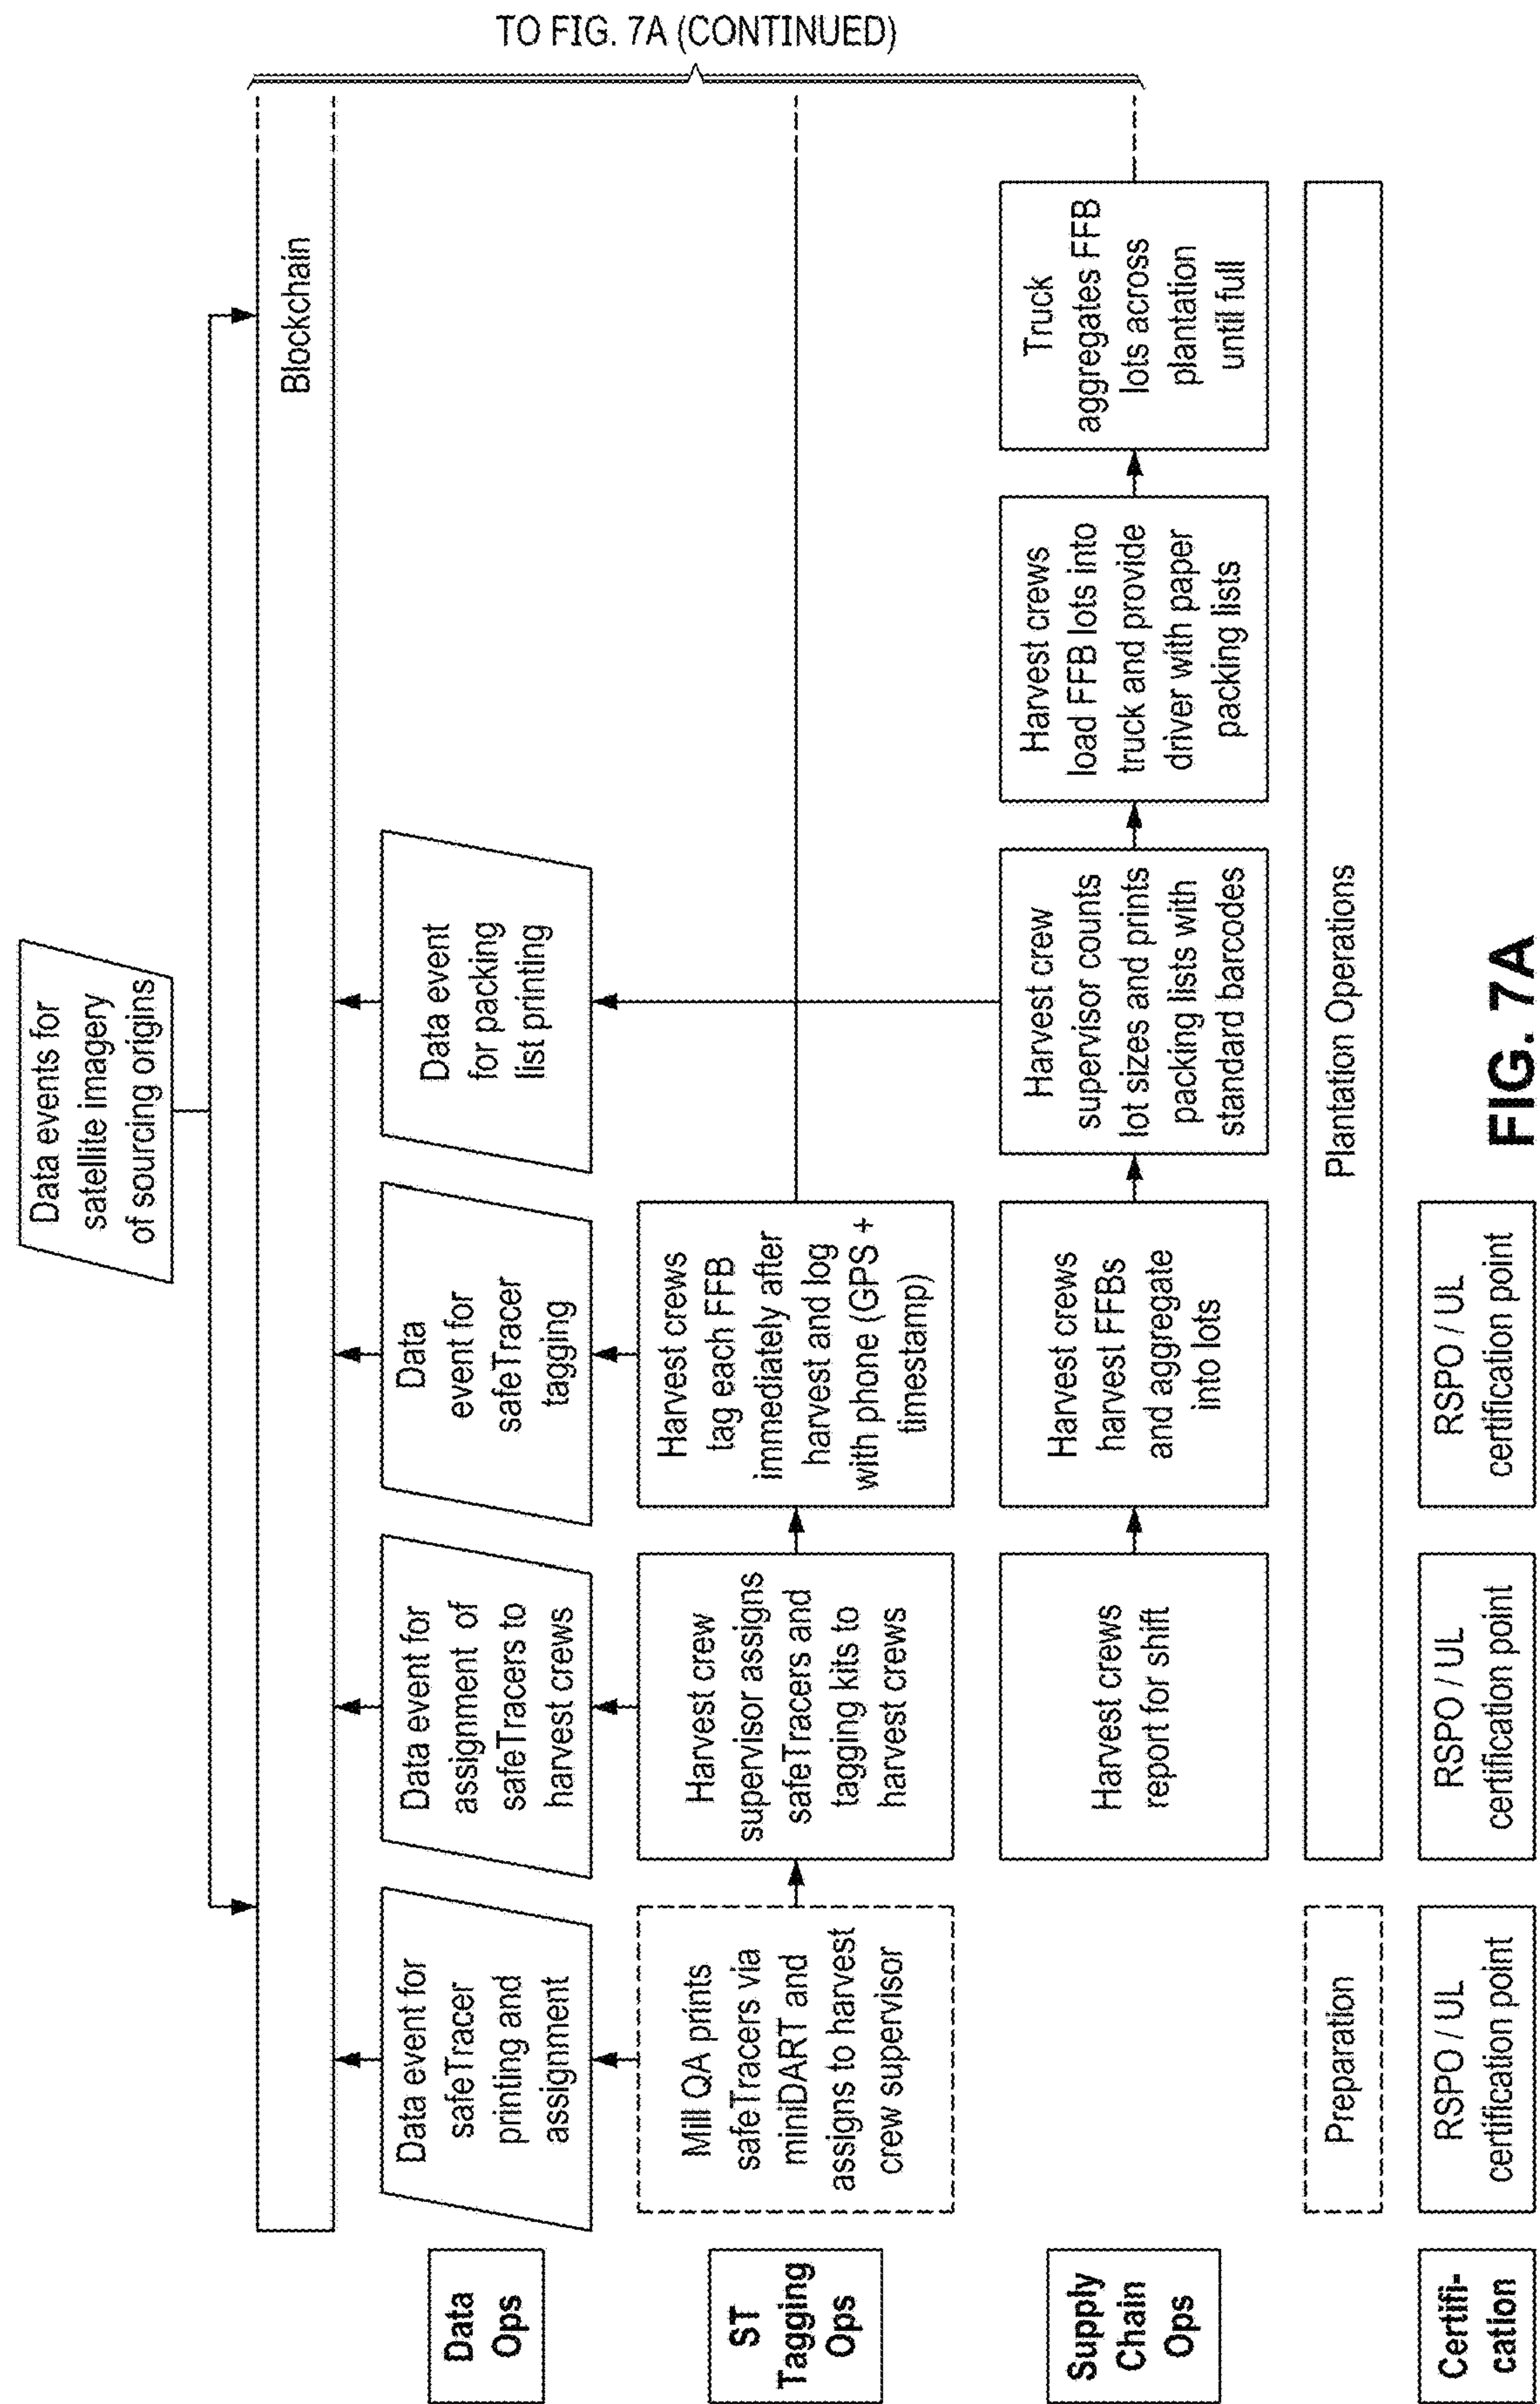 TO FIG. 7A (CONTINUED)
Data events for
satellite imagery
of sourcing origins
Blockchain
Data
Ops
Data event for
safeTracer
printing and
assignment
Data event for
assignment of
safeTracers to
harvest crews
Data
event for
safeTracer
tagging
Data event
for packing
list printing
ST
Tagging
Ops
Mill QA prints
safeTracers via
miniDART and
assigns to harvest
crew supervisor
Harvest crew
supervisor assigns
safeTracers and
tagging kits to
harvest crews
Harvest crews
tag each FFB
immediately after
harvest and log
with phone (GPS +
timestamp)
Supply
Chain
Ops
Harvest crews
report for shift
Harvest crews
harvest FFBs
and aggregate
into lots
Harvest crew
supervisor counts
lot sizes and prints
packing lists with
standard barcodes
Harvest crews
load FFB lots into
truck and provide
driver with paper
packing lists
Truck
aggregates FFB
lots across
plantation
until full
Preparation
Plantation Operations
Certifi-
cation
RSPO / UL
certification point
RSPO / UL
certification point
RSPO / UL
certification point
FIG. 7A